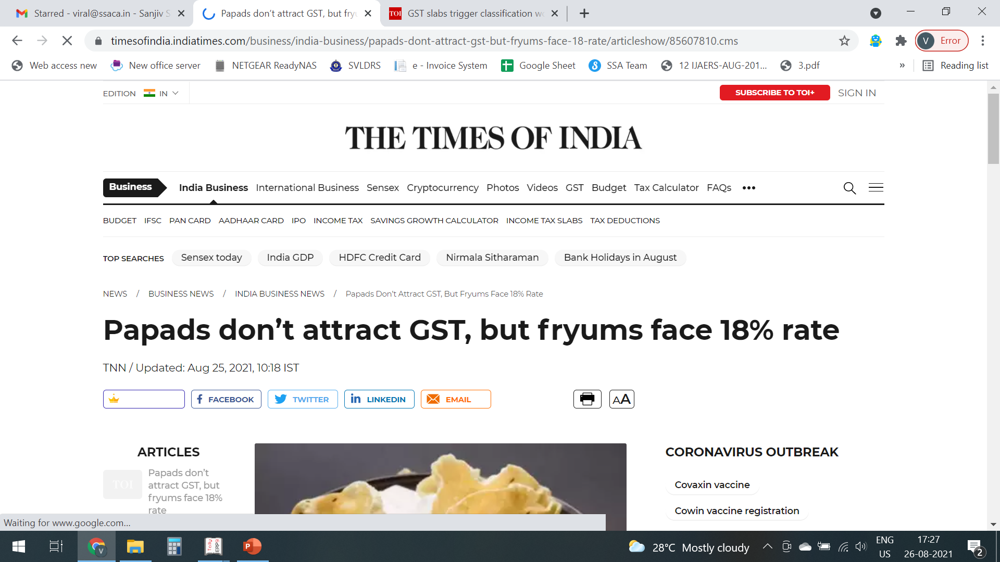 Starred - viral@ssaca.in - Sanjiv S
Papads don’t attract GST, but fryu
TOI GST slabs trigger classification wo
timesofindia.indiatimes.com/business/india-business/papads-dont-attract-gst-but-fryums-face-18-rate/articleshow/85607810.cms
V Error
Web access new New office server NETGEAR ReadyNAS SVLDRS e - Invoice System Google Sheet SSA Team 12 IJAERS-AUG-201... 3.pdf » Reading list
EDITION IN SUBSCRIBE TO TOI+ SIGN IN
THE TIMES OF INDIA
Business India Business International Business Sensex Cryptocurrency Photos Videos GST Budget Tax Calculator FAQs •••
BUDGET IFSC PAN CARD AADHAAR CARD IPO INCOME TAX SAVINGS GROWTH CALCULATOR INCOME TAX SLABS TAX DEDUCTIONS
TOP SEARCHES Sensex today India GDP HDFC Credit Card Nirmala Sitharaman Bank Holidays in August
NEWS / BUSINESS NEWS / INDIA BUSINESS NEWS / Papads Don’t Attract GST, But Fryums Face 18% Rate
Papads don’t attract GST, but fryums face 18% rate
TNN / Updated: Aug 25, 2021, 10:18 IST
f FACEBOOK TWITTER in LINKEDIN EMAIL AA
ARTICLES
TOI
Papads don’t
attract GST, but
fryums face 18%
rate
CORONAVIRUS OUTBREAK
Covaxin vaccine
Cowin vaccine registration
Waiting for www.google.com...
V Tally ERP9 P
28°C Mostly cloudy
ENG
US
17:27
26-08-2021
2